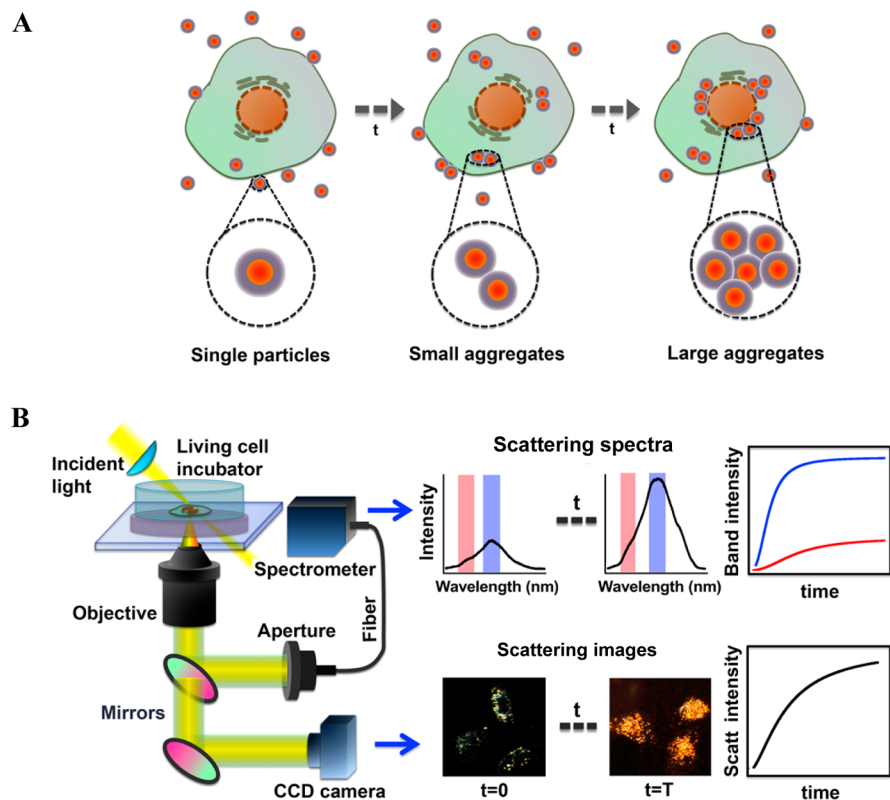 A
t
t
Single particles
Small aggregates
Large aggregates
B
Incident
light
Living cell
incubator
Spectrometer
Objective
Aperture
Fiber
Mirrors
CCD camera
Scattering spectra
Intensity
t
Wavelength (nm)
Wavelength (nm)
Band intensity
time
Scattering images
t
t=0
t=T
Scatt intensity
time